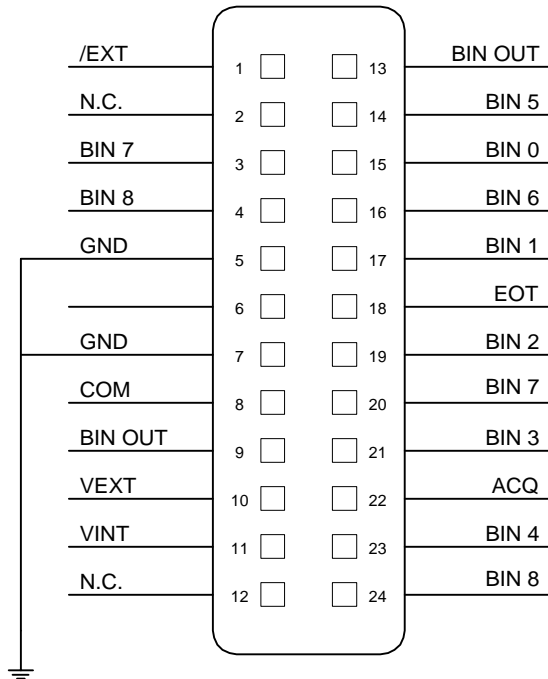 /EXT 1 13 BIN OUT
N.C. 2 14 BIN 5
BIN 7 3 15 BIN 0
BIN 8 4 16 BIN 6
GND 5 17 BIN 1
6 18 EOT
GND 7 19 BIN 2
COM 8 20 BIN 7
BIN OUT 9 21 BIN 3
VEXT 10 22 ACQ
VINT 11 23 BIN 4
N.C. 12 24 BIN 8